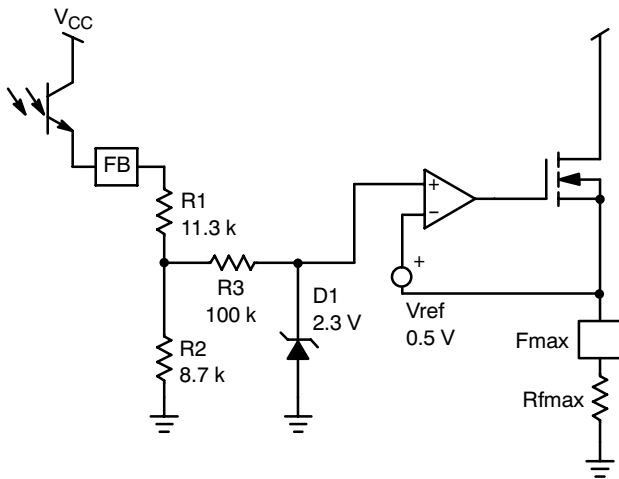 VCC
FB
R1
11.3 k
R3
100 k
D1
2.3 V
R2
8.7 k
+
−
+
Vref
0.5 V
Fmax
Rfmax